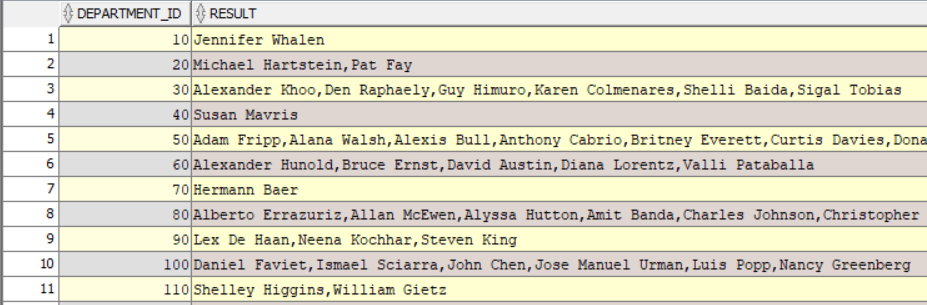 DEPARTMENT_ID RESULT
1 10 Jennifer Whalen
2 20 Michael Hartstein,Pat Fay
3 30 Alexander Khoo,Den Raphaely,Guy Himuro,Karen Colmenares,Shelli Baida,Sigal Tobias
4 40 Susan Mavris
5 50 Adam Fripp,Alana Walsh,Alexis Bull,Anthony Cabrio,Britney Everett,Curtis Davies,Dona
6 60 Alexander Hunold,Bruce Ernst,David Austin,Diana Lorentz,Valli Pataballa
7 70 Hermann Baer
8 80 Alberto Errazuriz,Allan McEwen,Alyssa Hutton,Amit Banda,Charles Johnson,Christopher
9 90 Lex De Haan,Neena Kochhar,Steven King
10 100 Daniel Faviet,Ismael Sciarra,John Chen,Jose Manuel Urman,Luis Popp,Nancy Greenberg
11 110 Shelley Higgins,William Gietz